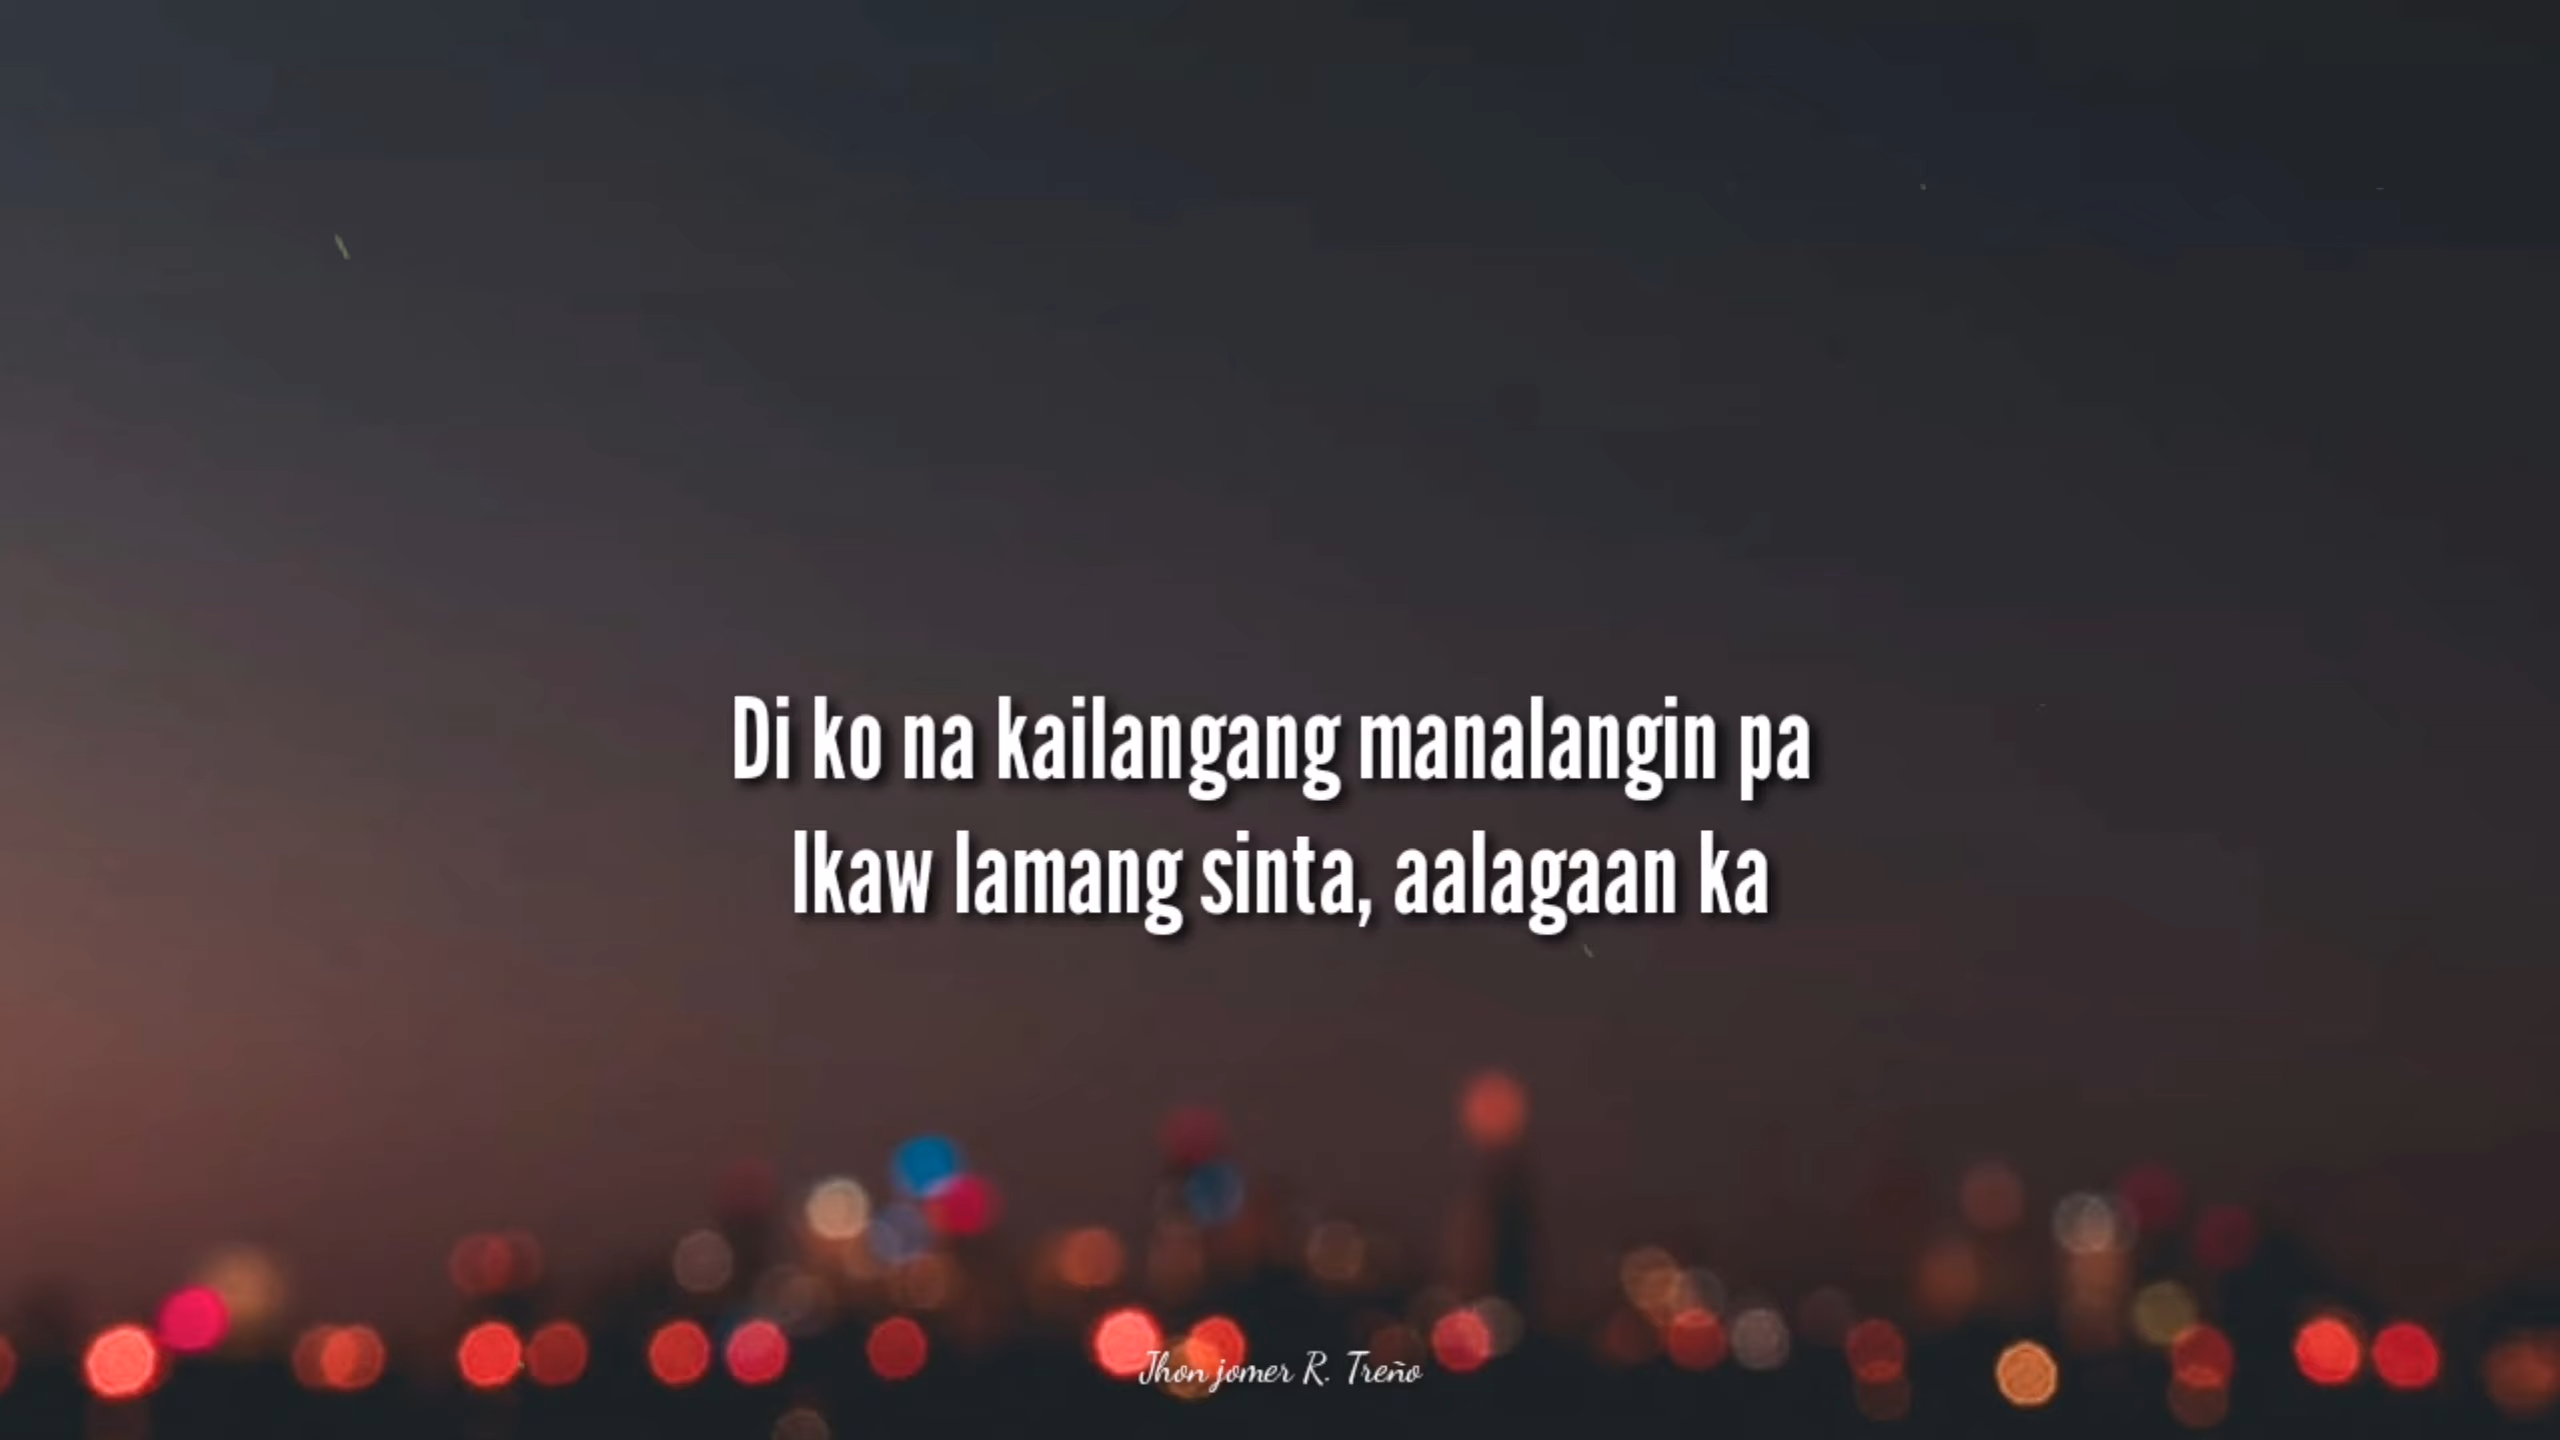 Di ko na kailangang manalangin pa
Ikaw lamang sinta, aalagaan ka
Jhon jomer R. Treño